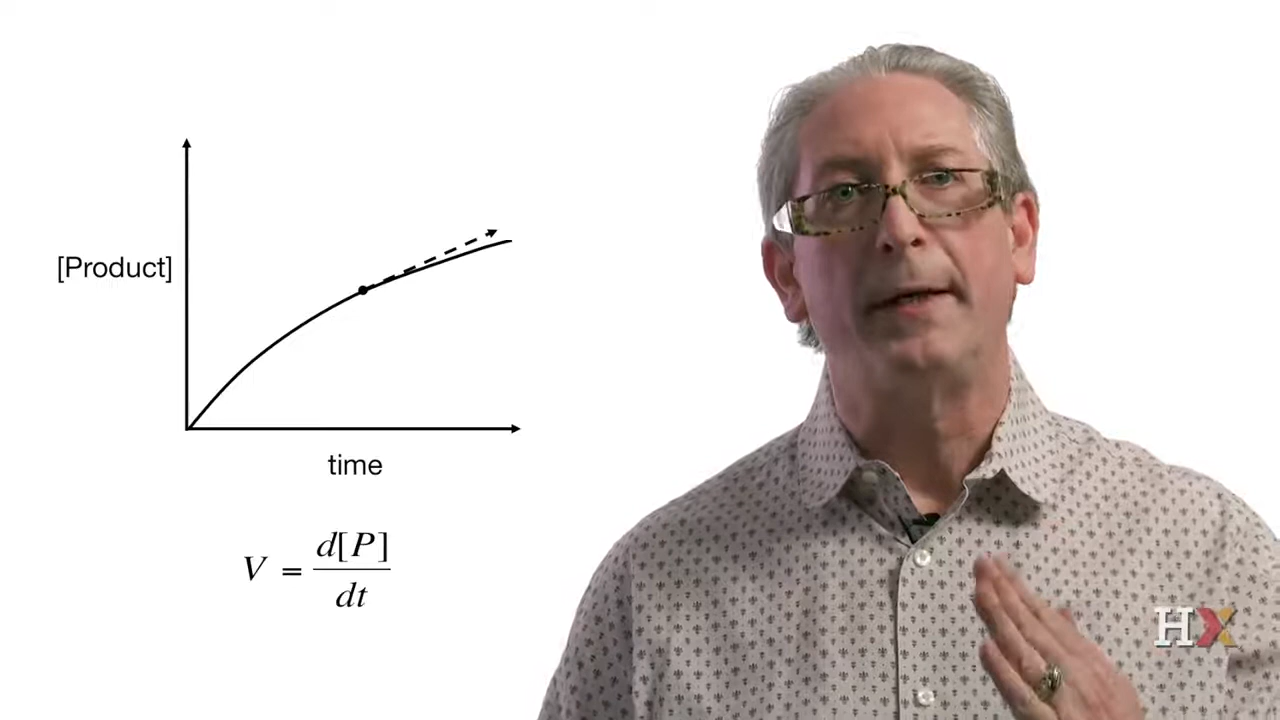 [Product]
time
V = d[P]/dt
HX